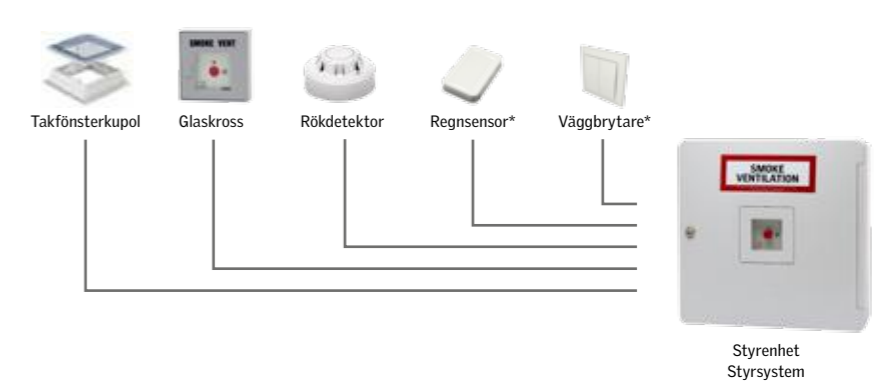 SMOKE VENT
Takfönsterkupol
Glaskross
Rökdetektor
Regnsensor*
Väggbrytare*
SMOKE
VENTILATION
Styrenhet
Styrsystem